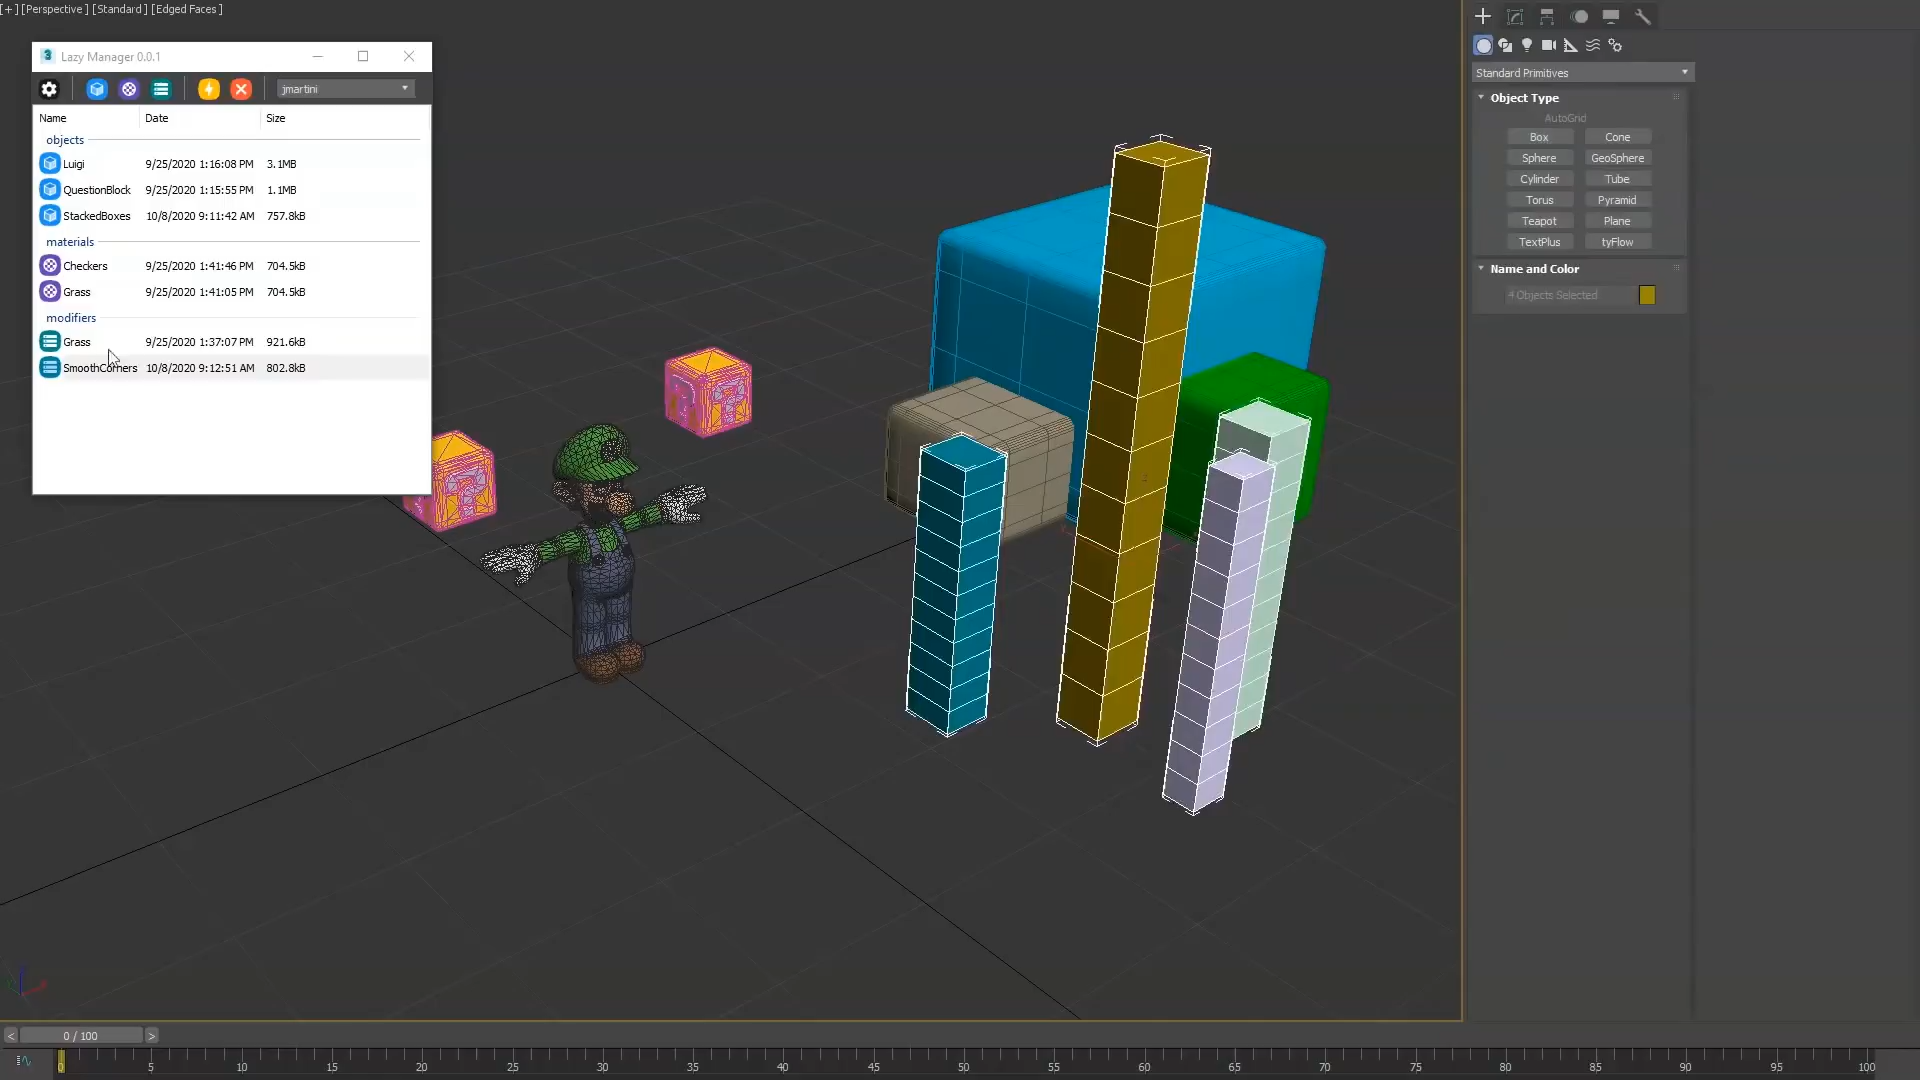 [ + ] [Perspective ] [Standard ] [Edged Faces ]
Lazy Manager 0.0.1
jmartini
Name Date Size
objects
Luigi 9/25/2020 1:16:08 PM 3.1MB
QuestionBlock 9/25/2020 1:15:55 PM 1.1MB
StackedBoxes 10/8/2020 9:11:42 AM 757.8kB
materials
Checkers 9/25/2020 1:41:46 PM 704.5kB
Grass 9/25/2020 1:41:05 PM 704.5kB
modifiers
Grass 9/25/2020 1:37:07 PM 921.6kB
SmoothCorners 10/8/2020 9:12:51 AM 802.8kB
Standard Primitives
Object Type
AutoGrid
Box Cone
Sphere GeoSphere
Cylinder Tube
Torus Pyramid
Teapot Plane
TextPlus tyFlow
Name and Color
4 Objects Selected
< 0 / 100 >
0 5 10 15 20 25 30 35 40 45 50 55 60 65 70 75 80 85 90 95 100